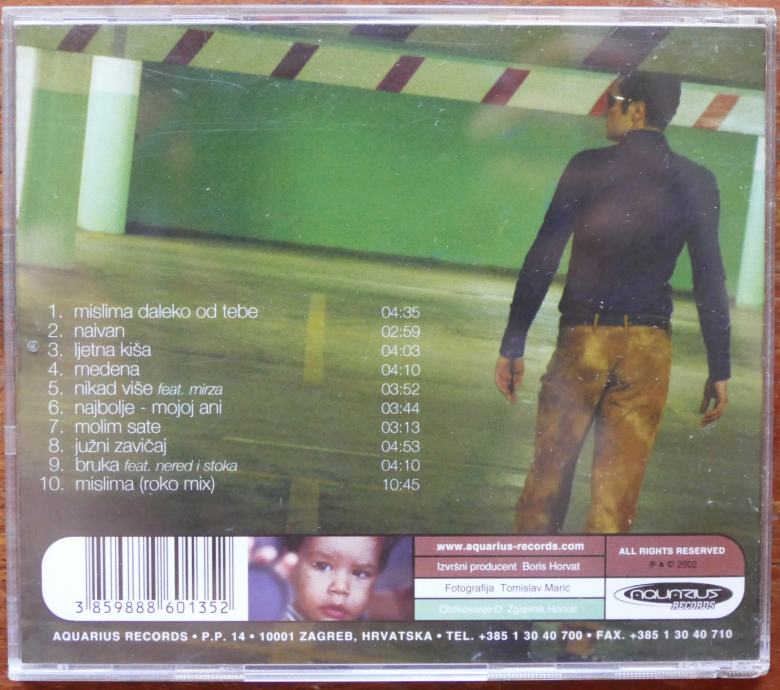 1. mislima daleko od tebe 04:35
2. naivan 02:59
3. ljetna kiša 04:03
4. medena 04:10
5. nikad više feat. mirza 03:52
6. najbolje - mojoj ani 03:44
7. molim sate 03:13
8. južni zavičaj 04:53
9. bruka feat. nered i stoka 04:10
10. mislima (roko mix) 10:45
3 859888 601352
www.aquarius-records.com
Izvršni producent Boris Horvat
Fotografija Tomislav Marić
Oblikovanje D. Zglavnik Horvat
ALL RIGHTS RESERVED
℗ & © 2002
AQUARIUS
RECORDS
AQUARIUS RECORDS • P.P. 14 • 10001 ZAGREB, HRVATSKA • TEL. +385 1 30 40 700 • FAX. +385 1 30 40 710